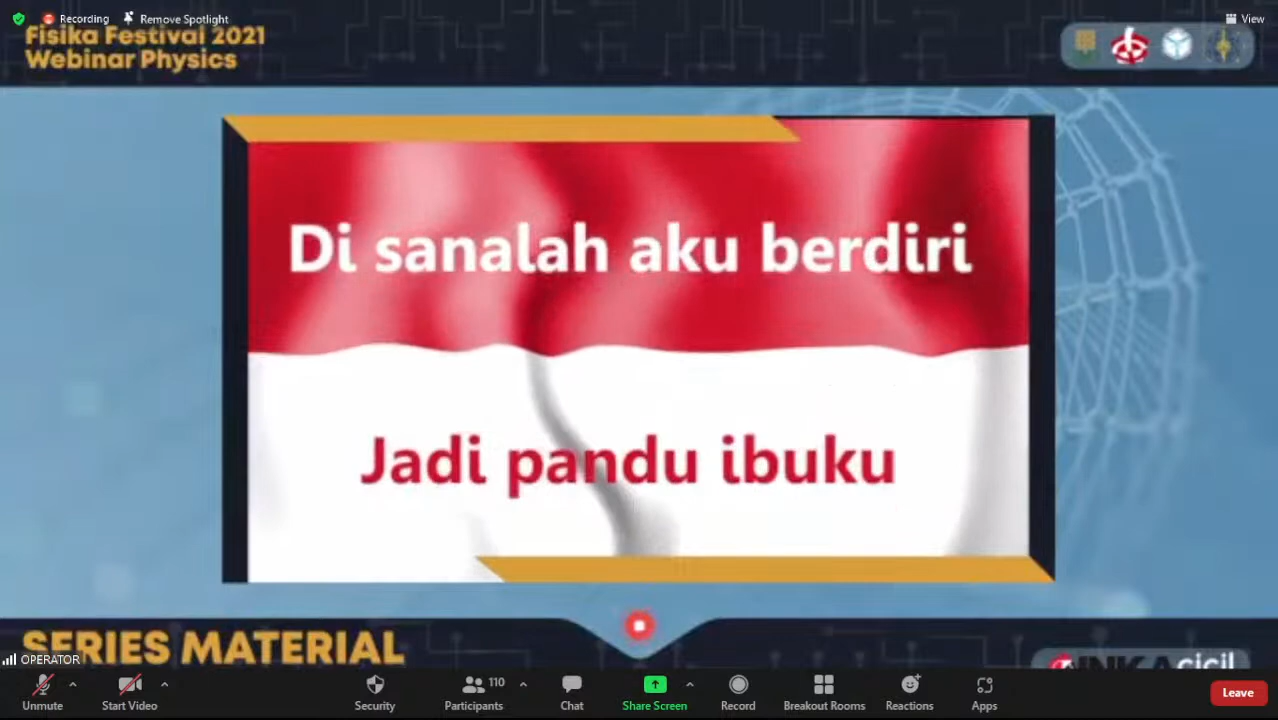 Recording
Remove Spotlight
View
Fisika Festival 2021
Webinar Physics
Di sanalah aku berdiri
Jadi pandu ibuku
SERIES MATERIAL
OPERATOR
cicil
Unmute
Start Video
Security
Participants
110
Chat
Share Screen
Record
Breakout Rooms
Reactions
Apps
Leave